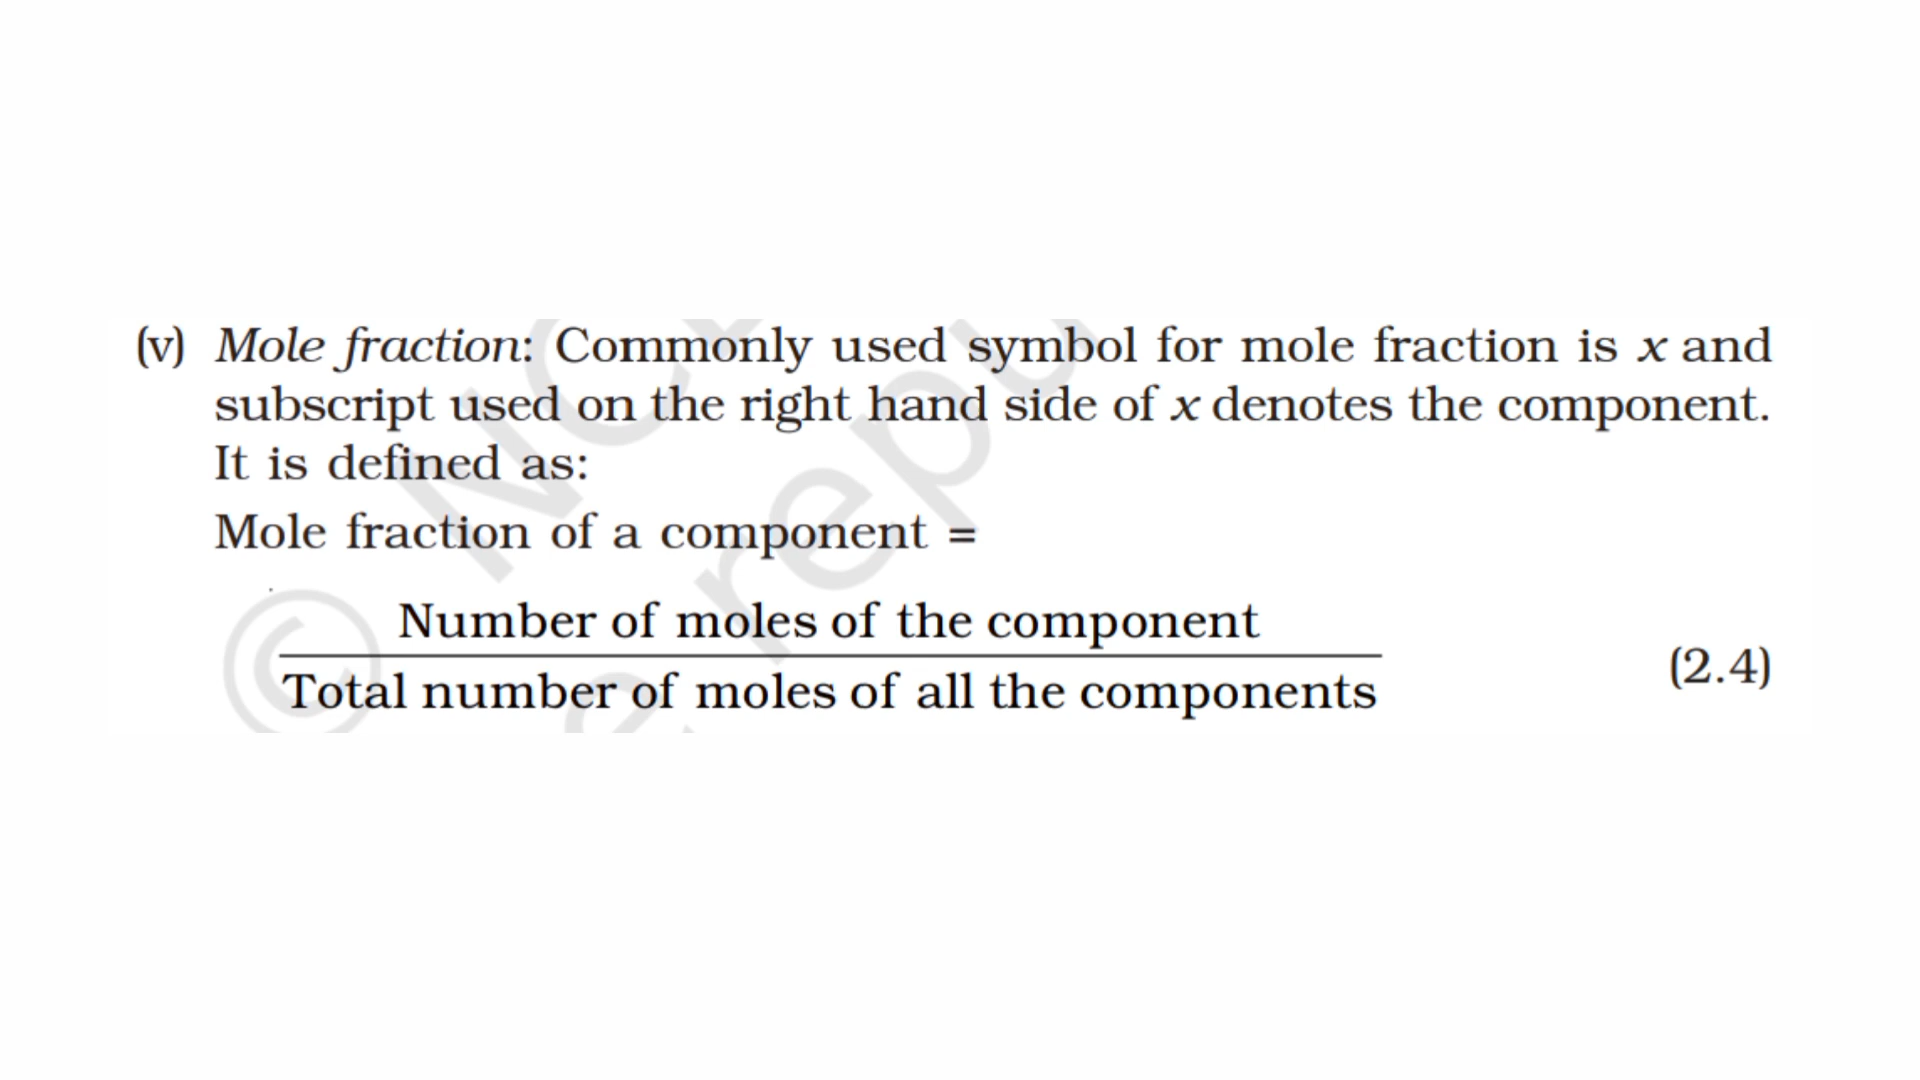 (v) Mole fraction: Commonly used symbol for mole fraction is x and
subscript used on the right hand side of x denotes the component.
It is defined as:
Mole fraction of a component =
Number of moles of the component
Total number of moles of all the components
(2.4)
© NC
e repu